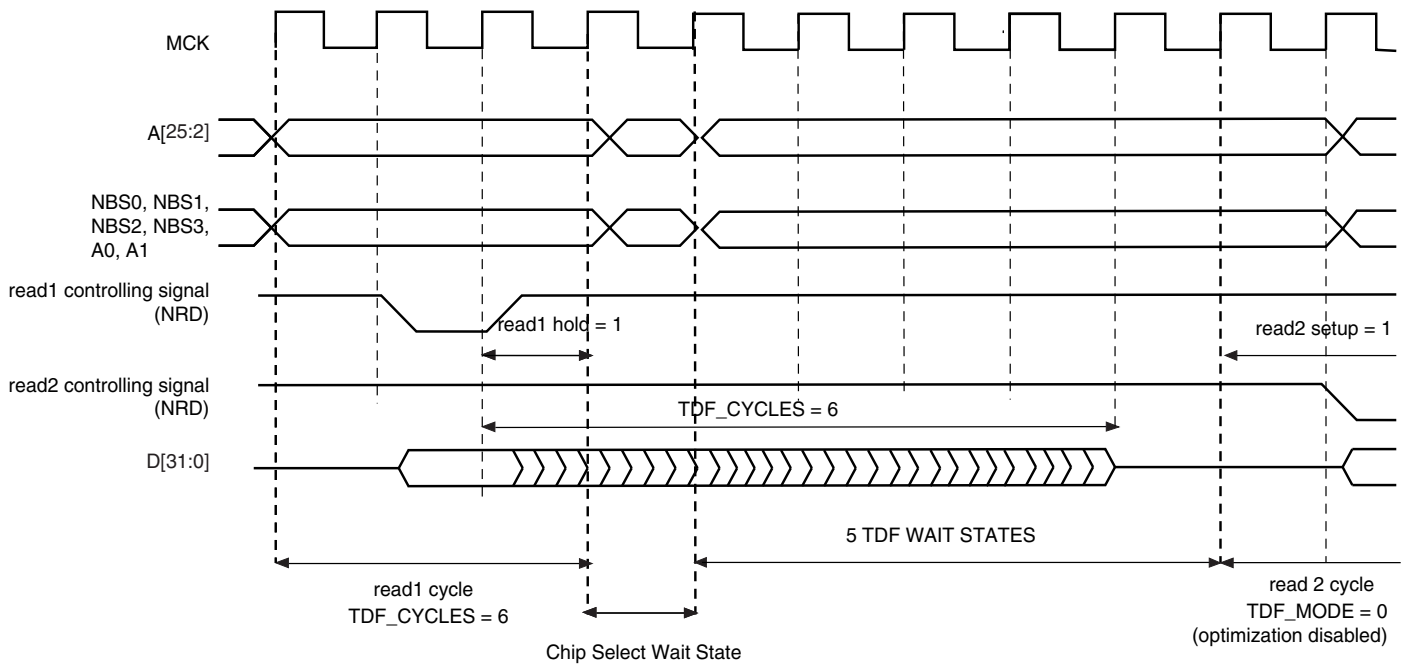 MCK
A[25:2]
NBS0, NBS1,
NBS2, NBS3,
A0, A1
read1 controlling signal
(NRD)
read1 hold = 1
read2 setup = 1
read2 controlling signal
(NRD)
TDF_CYCLES = 6
D[31:0]
5 TDF WAIT STATES
read1 cycle
TDF_CYCLES = 6
read 2 cycle
TDF_MODE = 0
(optimization disabled)
Chip Select Wait State